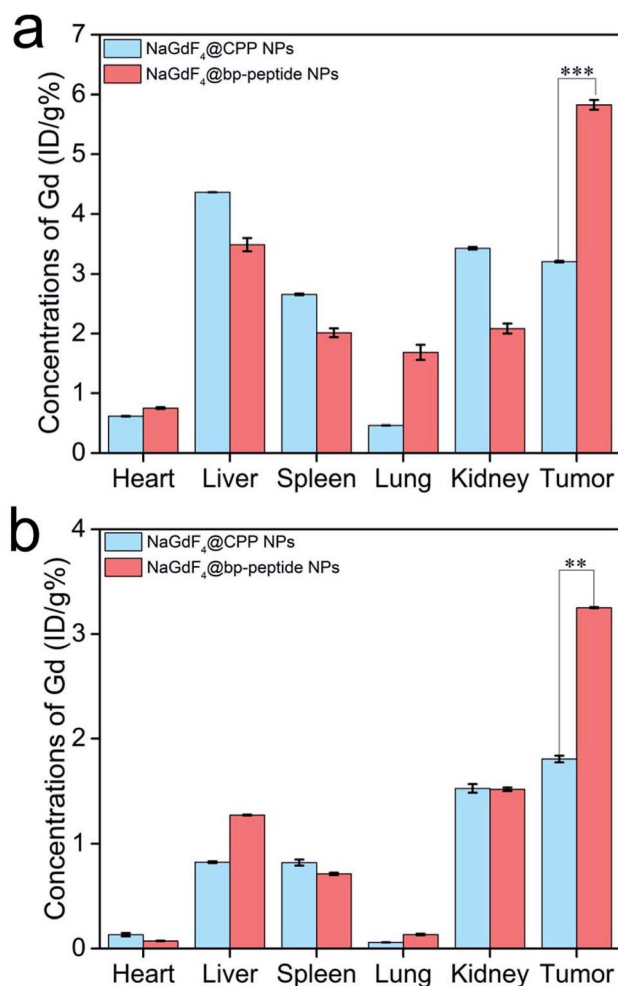 a
Concentrations of Gd (ID/g%)
7
6
5
4
3
2
1
0
NaGdF₄@CPP NPs
NaGdF₄@bp-peptide NPs
***
Heart Liver Spleen Lung Kidney Tumor
b
Concentrations of Gd (ID/g%)
4
3
2
1
0
NaGdF₄@CPP NPs
NaGdF₄@bp-peptide NPs
**
Heart Liver Spleen Lung Kidney Tumor